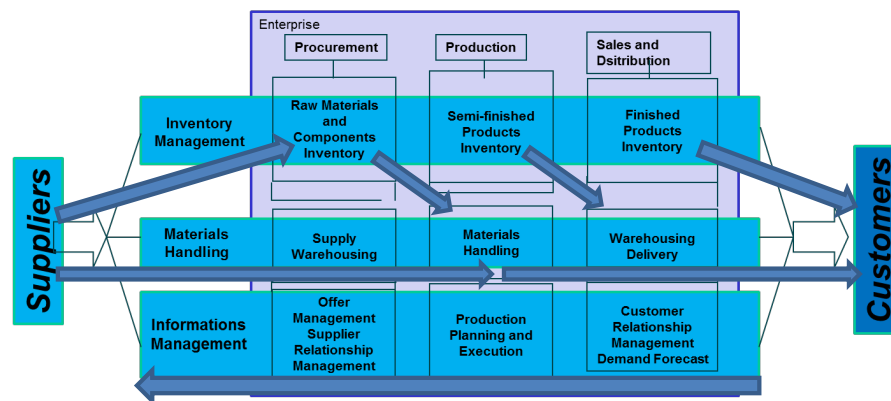 Enterprise
Procurement
Production
Sales and
Dsitribution
Inventory
Management
Raw Materials
and
Components
Inventory
Semi-finished
Products
Inventory
Finished
Products
Inventory
Suppliers
Customers
Materials
Handling
Supply
Warehousing
Materials
Handling
Warehousing
Delivery
Informations
Management
Offer
Management
Supplier
Relationship
Management
Production
Planning and
Execution
Customer
Relationship
Management
Demand Forecast